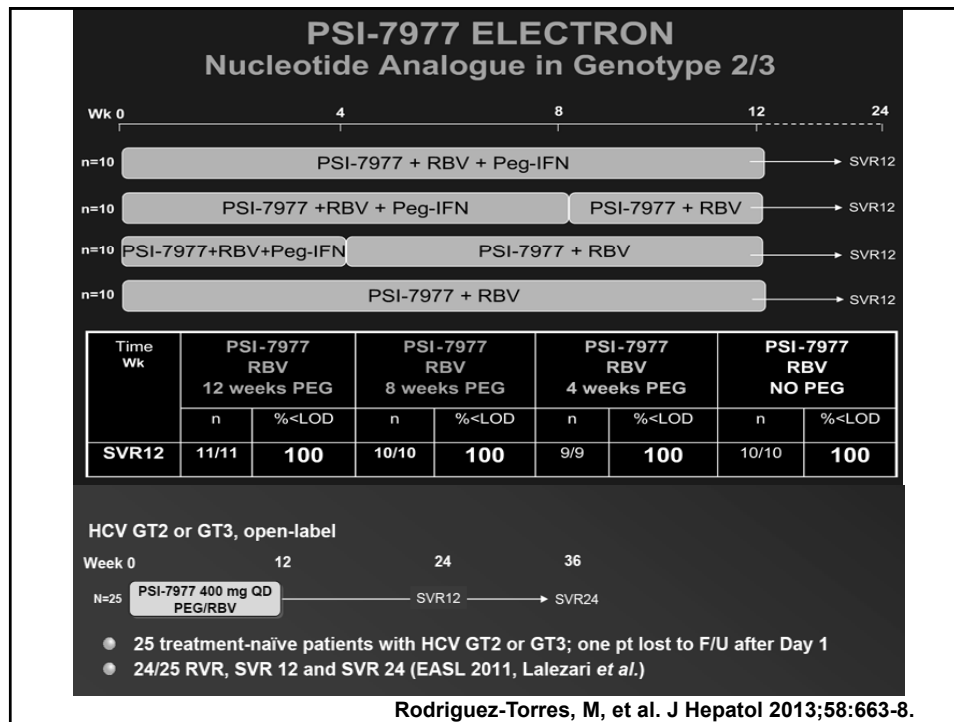 PSI-7977 ELECTRON
Nucleotide Analogue in Genotype 2/3
Wk 0 4 8 12 24
n=10 PSI-7977 + RBV + Peg-IFN SVR12
n=10 PSI-7977 +RBV + Peg-IFN PSI-7977 + RBV SVR12
n=10 PSI-7977+RBV+Peg-IFN PSI-7977 + RBV SVR12
n=10 PSI-7977 + RBV SVR12
Time PSI-7977 PSI-7977 PSI-7977 PSI-7977
Wk RBV RBV RBV RBV
12 weeks PEG 8 weeks PEG 4 weeks PEG NO PEG
n %<LOD n %<LOD n %<LOD n %<LOD
SVR12 11/11 100 10/10 100 9/9 100 10/10 100
HCV GT2 or GT3, open-label
Week 0 12 24 36
N=25 PSI-7977 400 mg QD SVR12 SVR24
PEG/RBV
25 treatment-naïve patients with HCV GT2 or GT3; one pt lost to F/U after Day 1
24/25 RVR, SVR 12 and SVR 24 (EASL 2011, Lalezari et al.)
Rodriguez-Torres, M, et al. J Hepatol 2013;58:663-8.